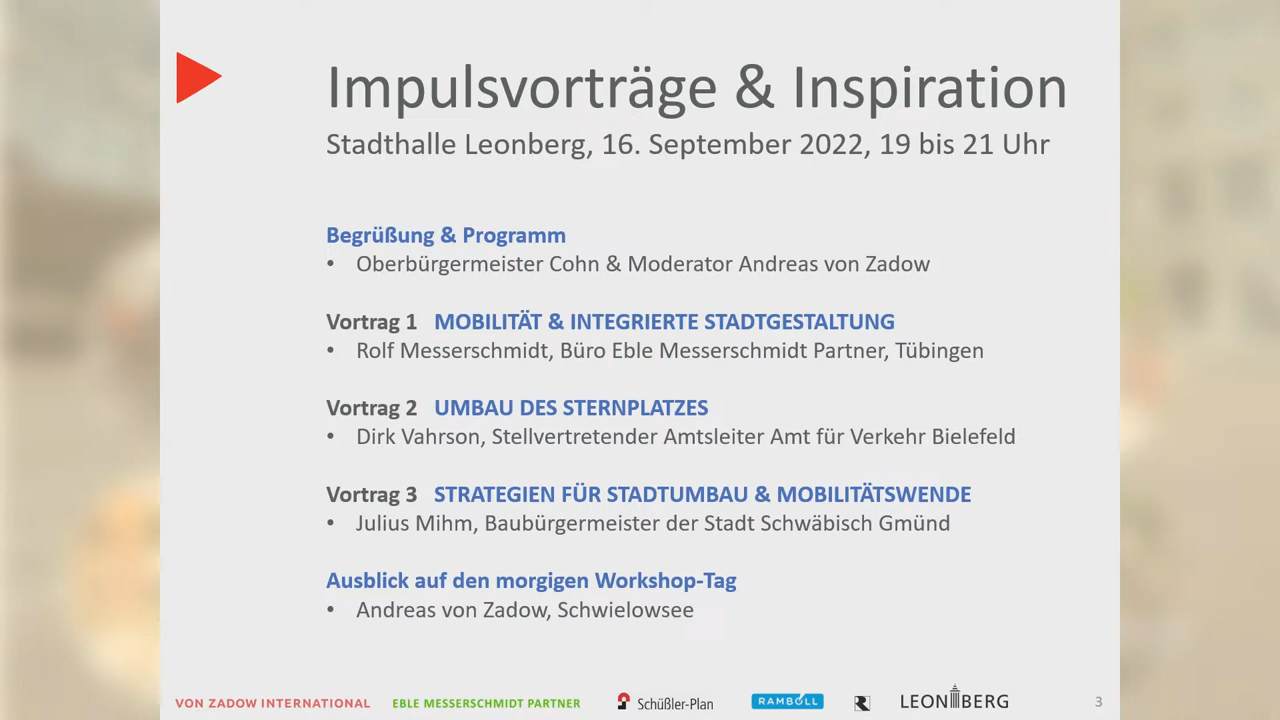 Impulsvorträge & Inspiration
Stadthalle Leonberg, 16. September 2022, 19 bis 21 Uhr
Begrüßung & Programm
• Oberbürgermeister Cohn & Moderator Andreas von Zadow
Vortrag 1 MOBILITÄT & INTEGRIERTE STADTGESTALTUNG
• Rolf Messerschmidt, Büro Eble Messerschmidt Partner, Tübingen
Vortrag 2 UMBAU DES STERNPLATZES
• Dirk Vahrson, Stellvertretender Amtsleiter Amt für Verkehr Bielefeld
Vortrag 3 STRATEGIEN FÜR STADTUMBAU & MOBILITÄTSWENDE
• Julius Mihm, Baubürgermeister der Stadt Schwäbisch Gmünd
Ausblick auf den morgigen Workshop-Tag
• Andreas von Zadow, Schwielowsee
VON ZADOW INTERNATIONAL EBLE MESSERSCHMIDT PARTNER Schüßler-Plan RAMBOLL R LEONBERG 3